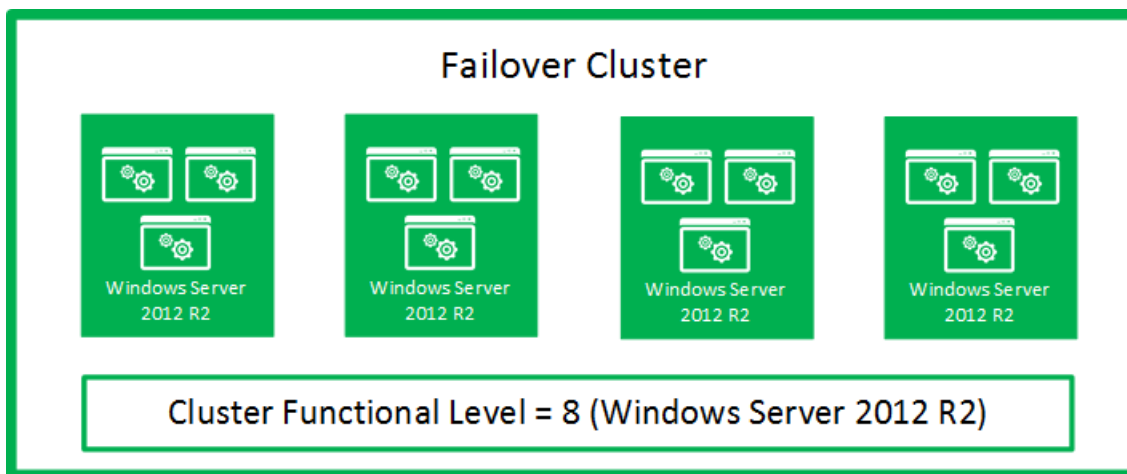 Failover Cluster
Windows Server
2012 R2
Windows Server
2012 R2
Windows Server
2012 R2
Windows Server
2012 R2
Cluster Functional Level = 8 (Windows Server 2012 R2)